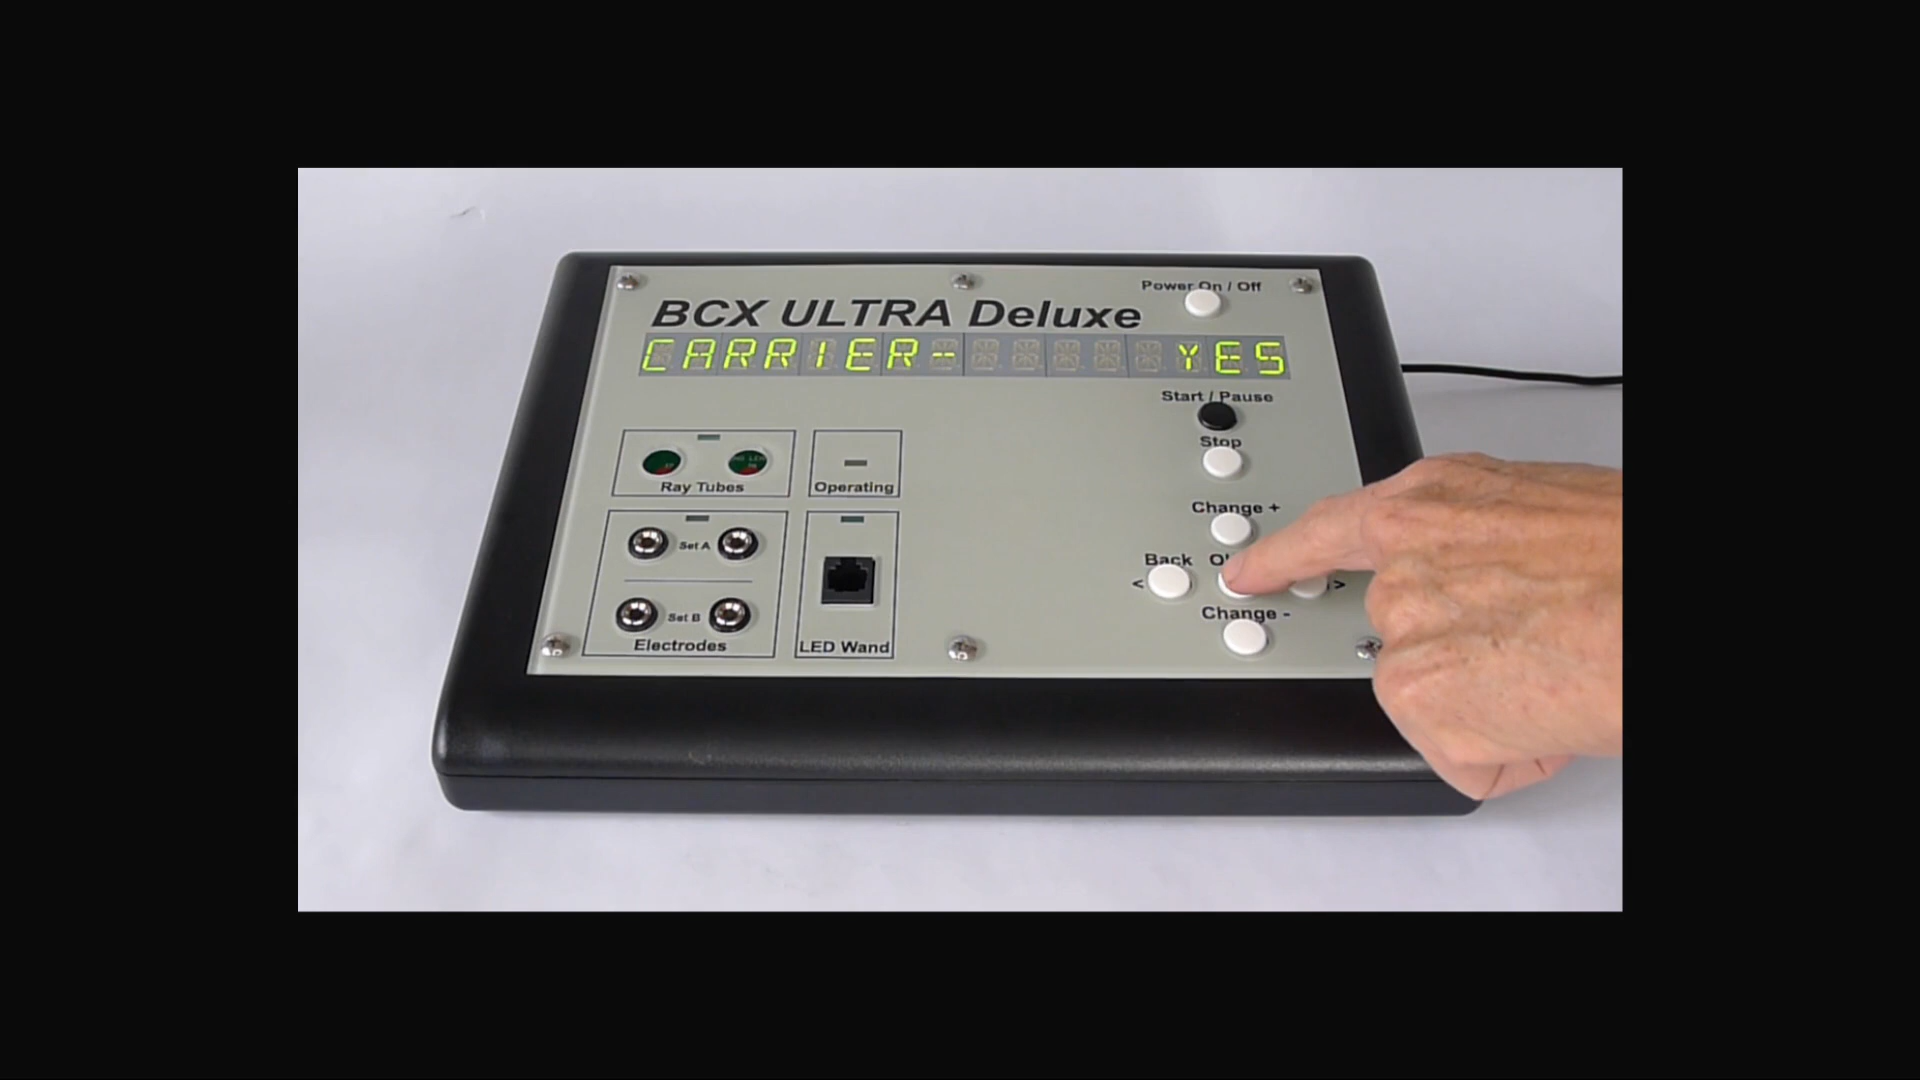 Power On / Off
BCX ULTRA Deluxe
CARRIER- YES
Start / Pause
Stop
Ray Tubes
Operating
Change +
Set A
Back
<
>
Change -
Set B
Electrodes
LED Wand